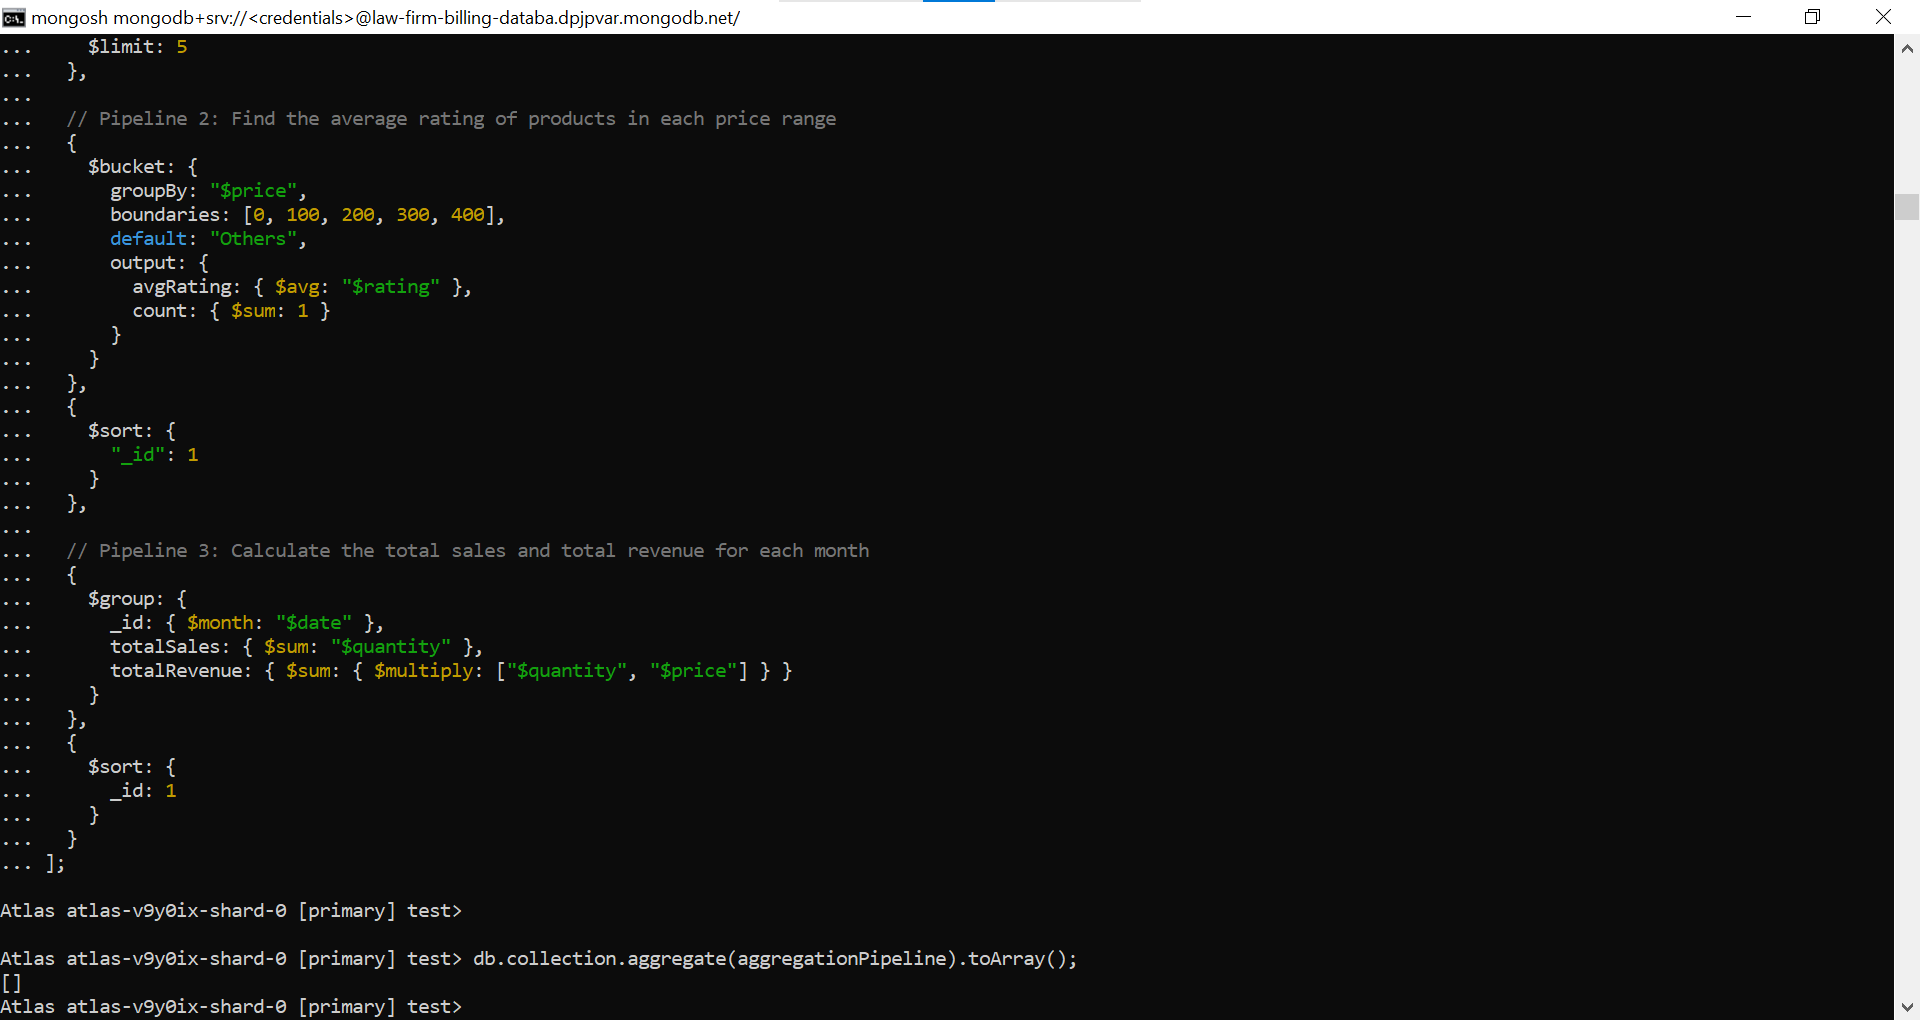 mongosh mongodb+srv://<credentials>@law-firm-billing-databa.dpjpvar.mongodb.net/
...     $limit: 5
...   },
...
...   // Pipeline 2: Find the average rating of products in each price range
...   {
...     $bucket: {
...       groupBy: "$price",
...       boundaries: [0, 100, 200, 300, 400],
...       default: "Others",
...       output: {
...         avgRating: { $avg: "$rating" },
...         count: { $sum: 1 }
...       }
...     }
...   },
...   {
...     $sort: {
...       "_id": 1
...     }
...   },
...
...   // Pipeline 3: Calculate the total sales and total revenue for each month
...   {
...     $group: {
...       _id: { $month: "$date" },
...       totalSales: { $sum: "$quantity" },
...       totalRevenue: { $sum: { $multiply: ["$quantity", "$price"] } }
...     }
...   },
...   {
...     $sort: {
...       _id: 1
...     }
...   }
... ];
Atlas atlas-v9y0ix-shard-0 [primary] test>
Atlas atlas-v9y0ix-shard-0 [primary] test> db.collection.aggregate(aggregationPipeline).toArray();
[]
Atlas atlas-v9y0ix-shard-0 [primary] test>